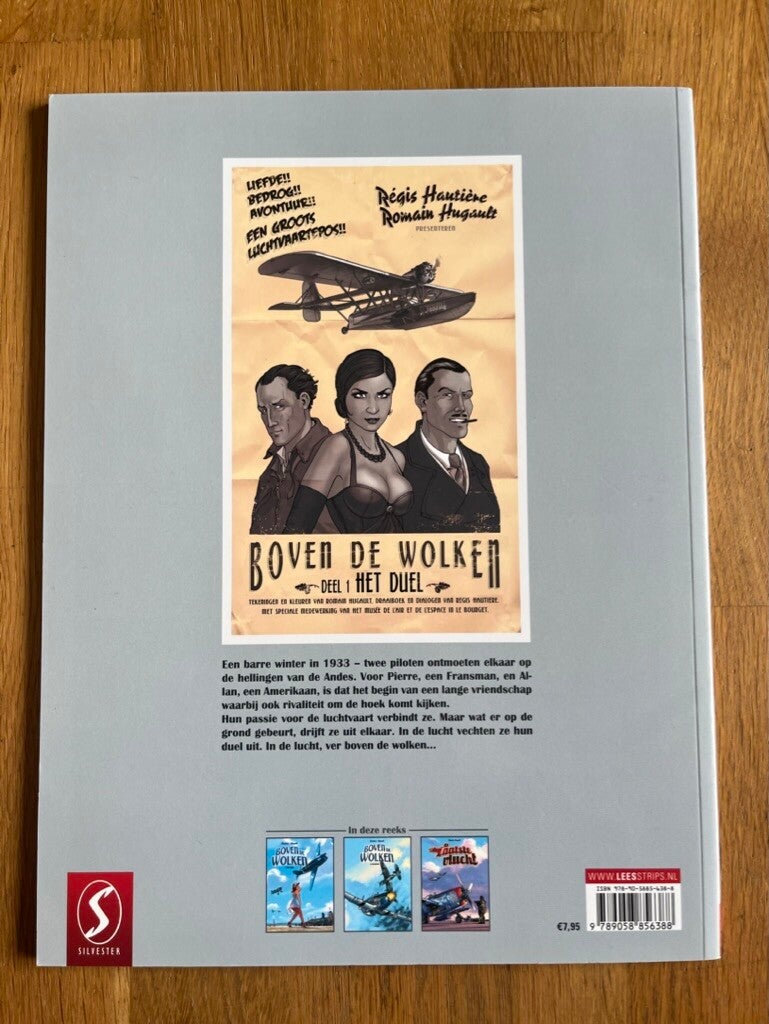 LIEFDE!!
BEDROG!!
AVONTUUR!!
EEN GROOTS
LUCHTVAARTEPOS!!
Régis Hautière
Romain Hugault
PRESENTEREN
BOVEN DE WOLKEN
DEEL 1 HET DUEL
TEKERINGEN EN KLEUREN VAN ROMAIN HUGAULT, DRAAIBOEK EN DIALOGEN VAN RÉGIS HAUTIÈRE.
MET SPECIALE MEDEWERKING VAN HET MUSÉE DE L'AIR ET DE L'ESPACE IN LE BOURGET.
Een barre winter in 1933 – twee piloten ontmoeten elkaar op
de hellingen van de Andes. Voor Pierre, een Fransman, en Al-
lan, een Amerikaan, is dat het begin van een lange vriendschap
waarbij ook rivaliteit om de hoek komt kijken.
Hun passie voor de luchtvaart verbindt ze. Maar wat er op de
grond gebeurt, drijft ze uit elkaar. In de lucht vechten ze hun
duel uit. In de lucht, ver boven de wolken...
In deze reeks
BOVEN DE
WOLKEN
BOVEN DE
WOLKEN
de Laatste
vlucht
S
SILVESTER
WWW.LEESSTRIPS.NL
ISBN 978-90-5885-638-8
€7,95
9 789058 856388